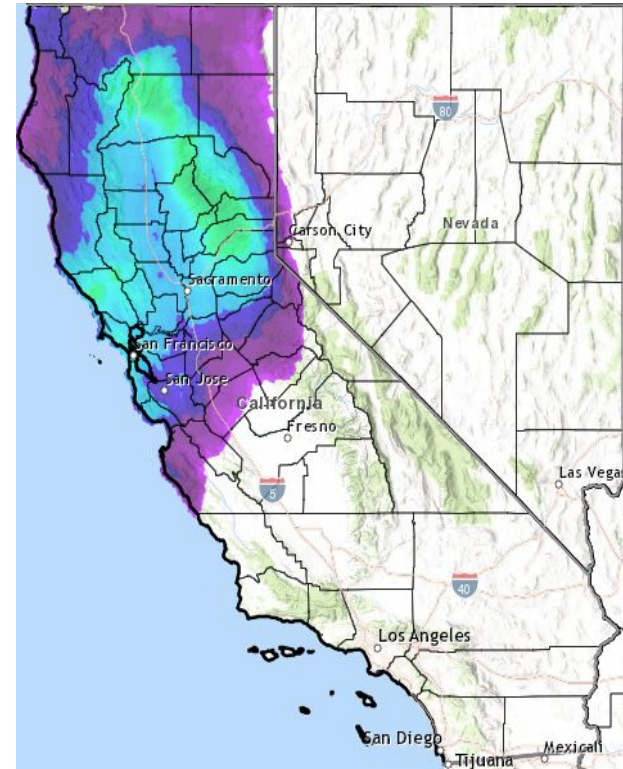 80
Nevada
Carson City
Sacramento
San Francisco
San Jose
California
Fresno
Las Vegas
5
40
Los Angeles
San Diego
Tijuana
Mexicali